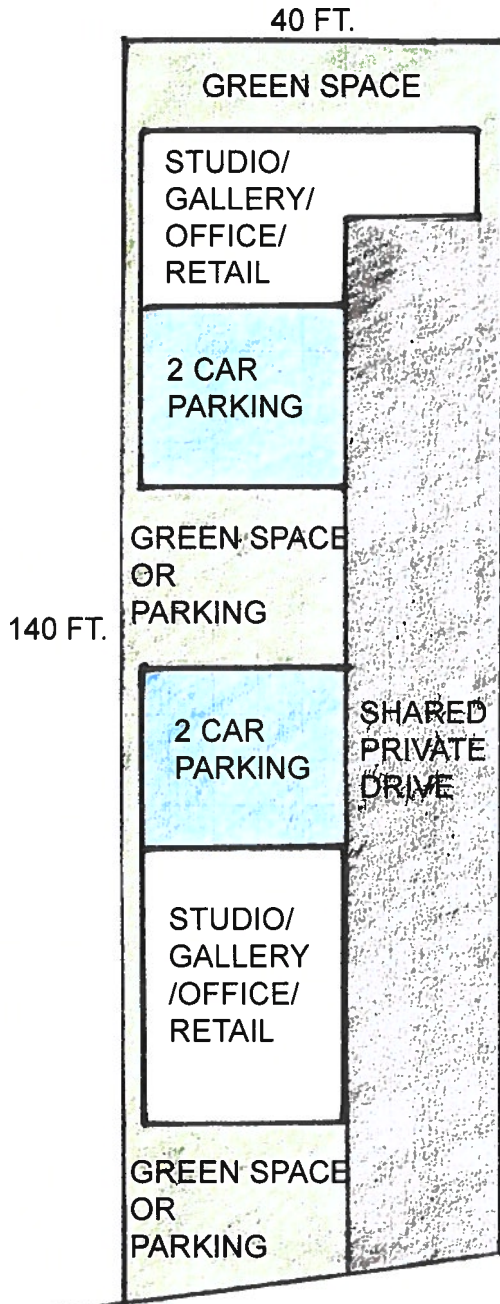 40 FT.
GREEN SPACE
STUDIO/
GALLERY/
OFFICE/
RETAIL
2 CAR
PARKING
GREEN SPACE
OR
PARKING
140 FT.
2 CAR
PARKING
SHARED
PRIVATE
DRIVE
STUDIO/
GALLERY
/OFFICE/
RETAIL
GREEN SPACE
OR
PARKING